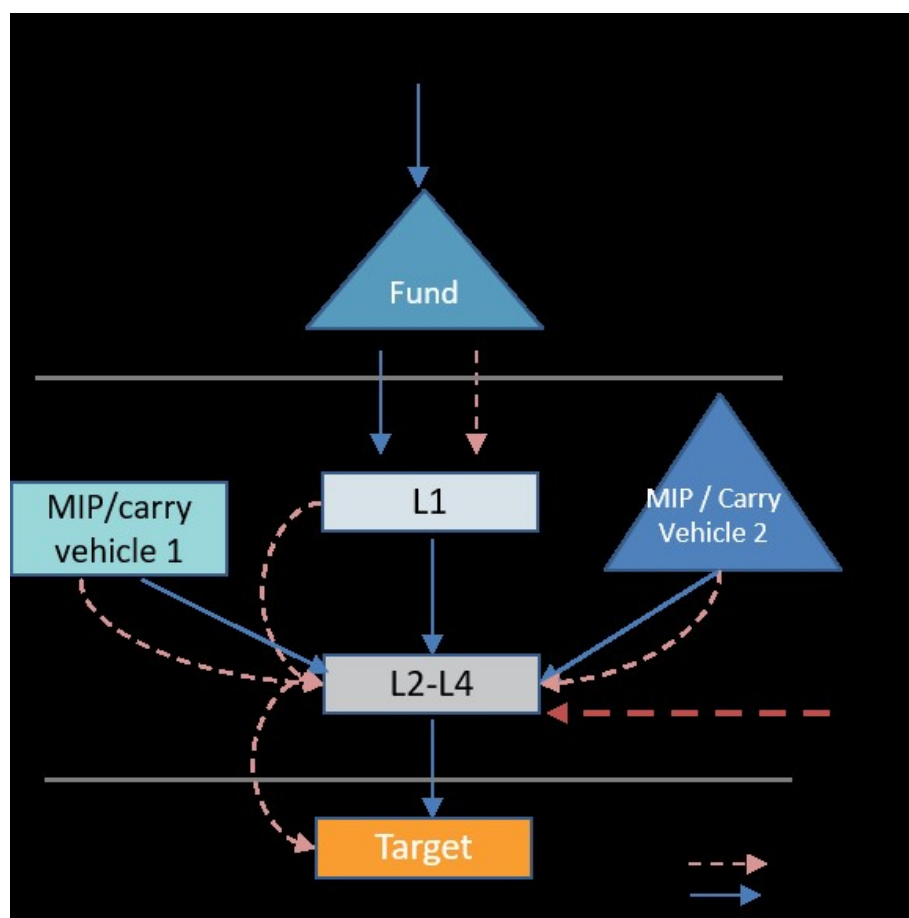 Fund
L1
MIP/carry
vehicle 1
MIP / Carry
Vehicle 2
L2-L4
Target